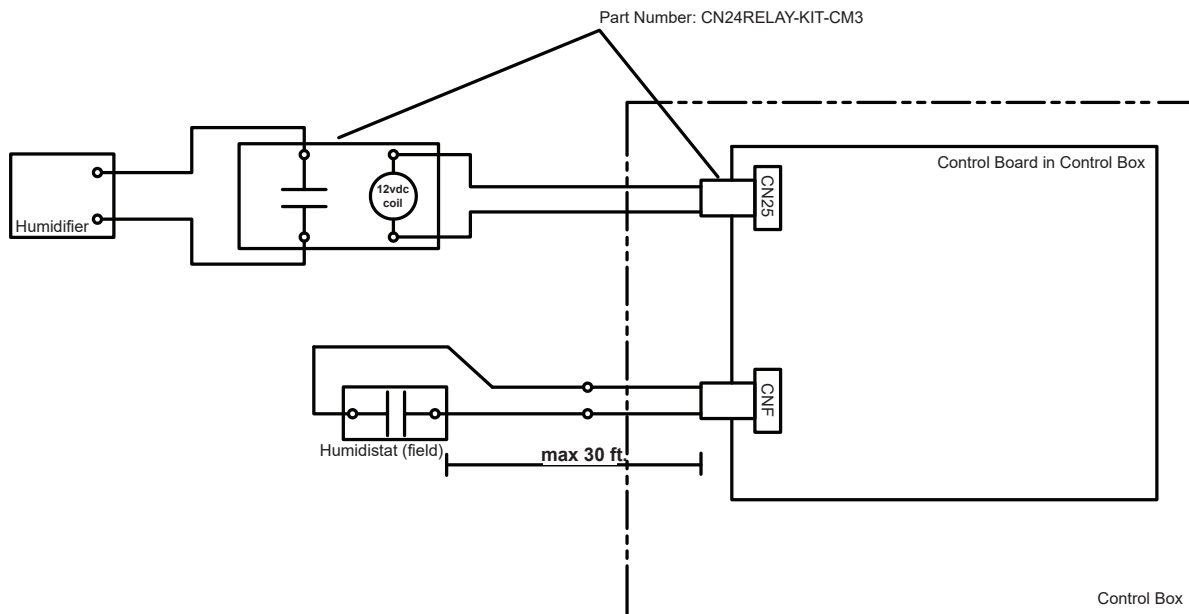 Part Number: CN24RELAY-KIT-CM3
Control Board in Control Box
CN25
12vdc
coil
Humidifier
CNF
Humidistat (field)
max 30 ft.
Control Box